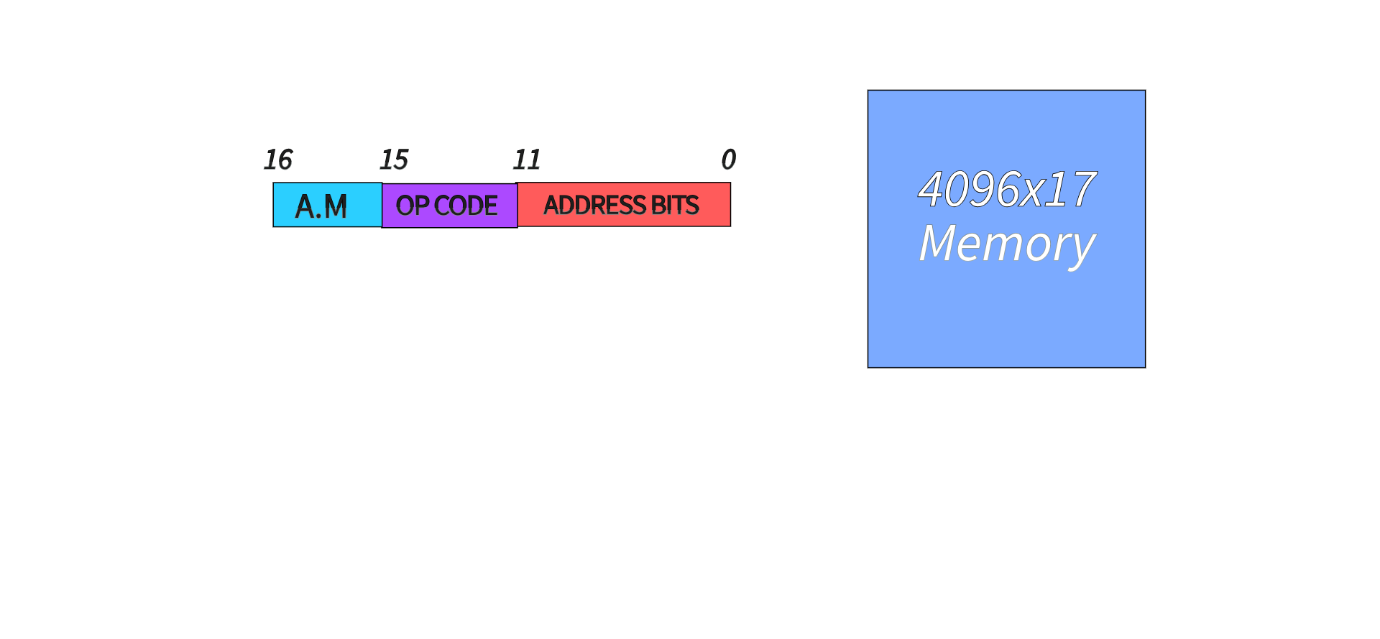 16 15 11 0
A.M OP CODE ADDRESS BITS
4096x17
Memory